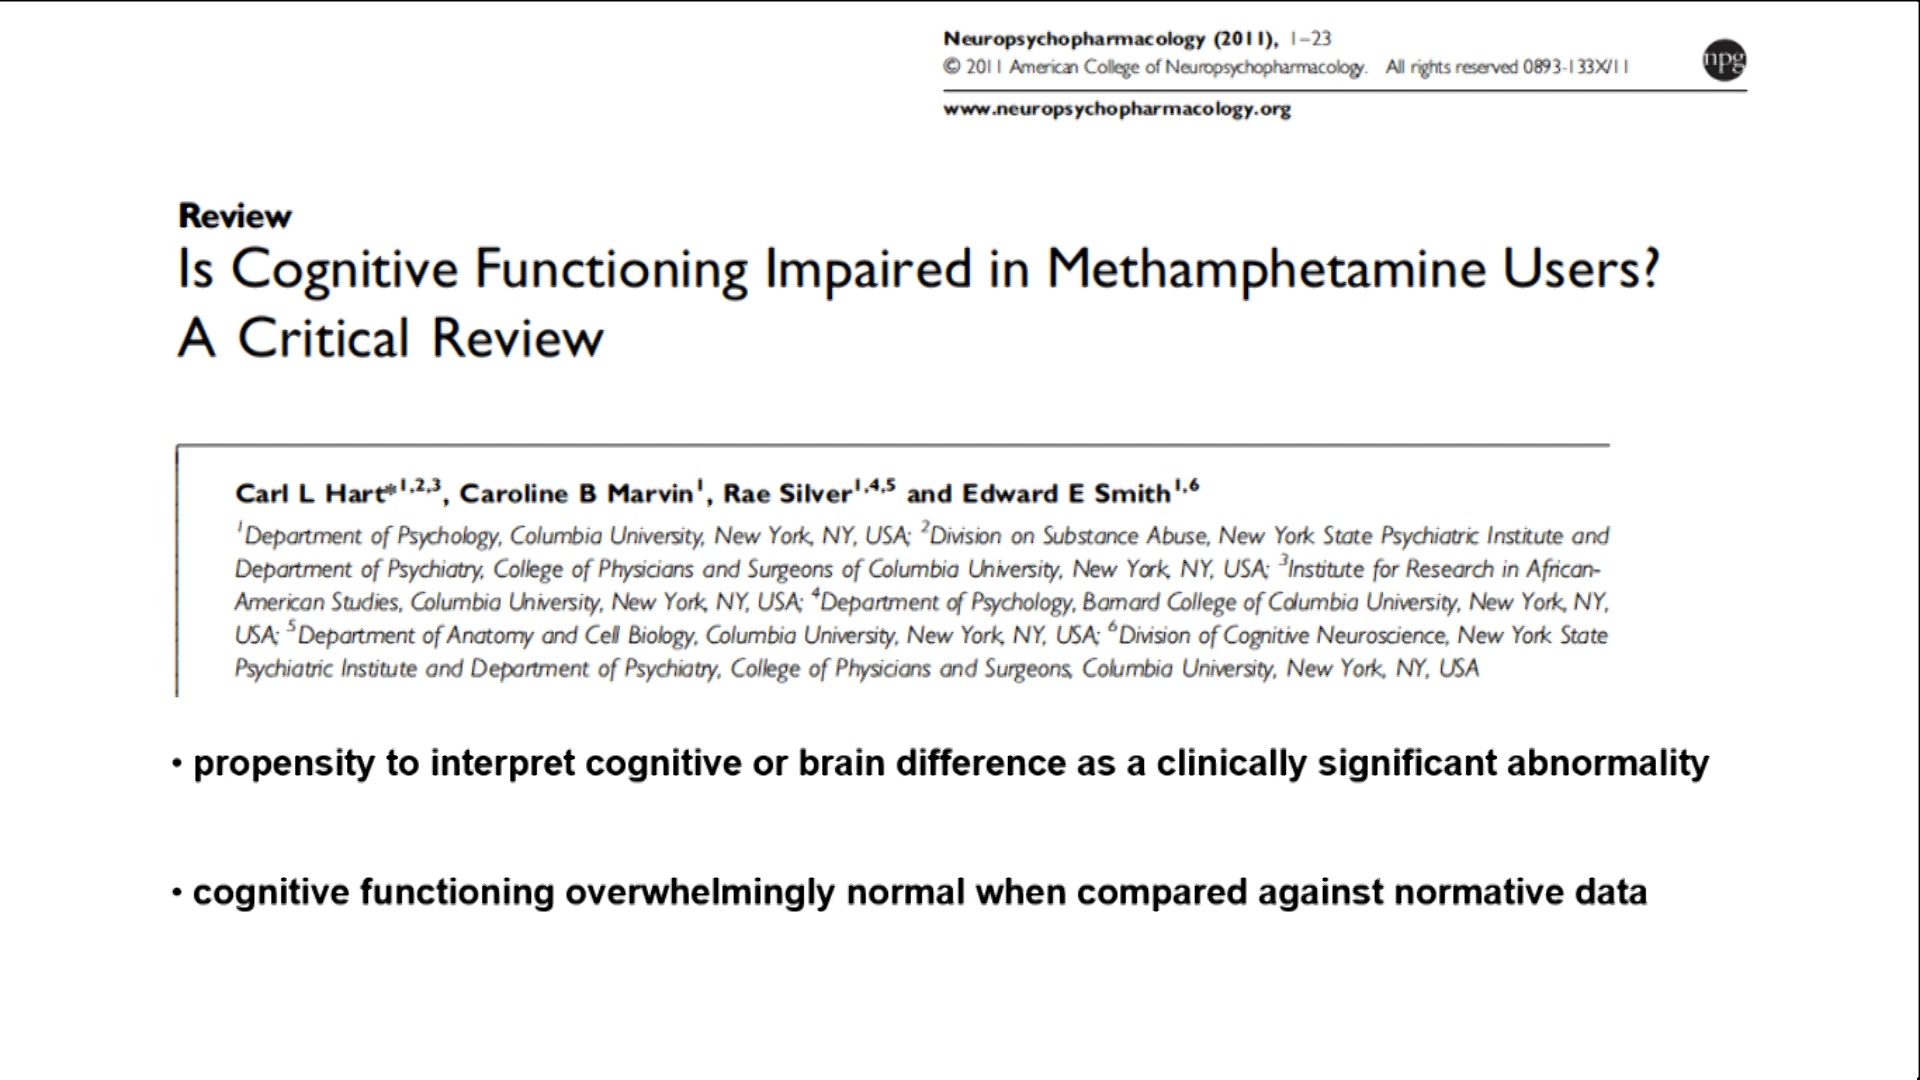 Neuropsychopharmacology (2011), 1–23
© 2011 American College of Neuropsychopharmacology. All rights reserved 0893-133X/11
npg
www.neuropsychopharmacology.org
Review
Is Cognitive Functioning Impaired in Methamphetamine Users?
A Critical Review
Carl L Hart*1,2,3, Caroline B Marvin1, Rae Silver1,4,5 and Edward E Smith1,6
1Department of Psychology, Columbia University, New York, NY, USA; 2Division on Substance Abuse, New York State Psychiatric Institute and
Department of Psychiatry, College of Physicians and Surgeons of Columbia University, New York, NY, USA; 3Institute for Research in African-
American Studies, Columbia University, New York, NY, USA; 4Department of Psychology, Barnard College of Columbia University, New York, NY,
USA; 5Department of Anatomy and Cell Biology, Columbia University, New York, NY, USA; 6Division of Cognitive Neuroscience, New York State
Psychiatric Institute and Department of Psychiatry, College of Physicians and Surgeons, Columbia University, New York, NY, USA
• propensity to interpret cognitive or brain difference as a clinically significant abnormality
• cognitive functioning overwhelmingly normal when compared against normative data